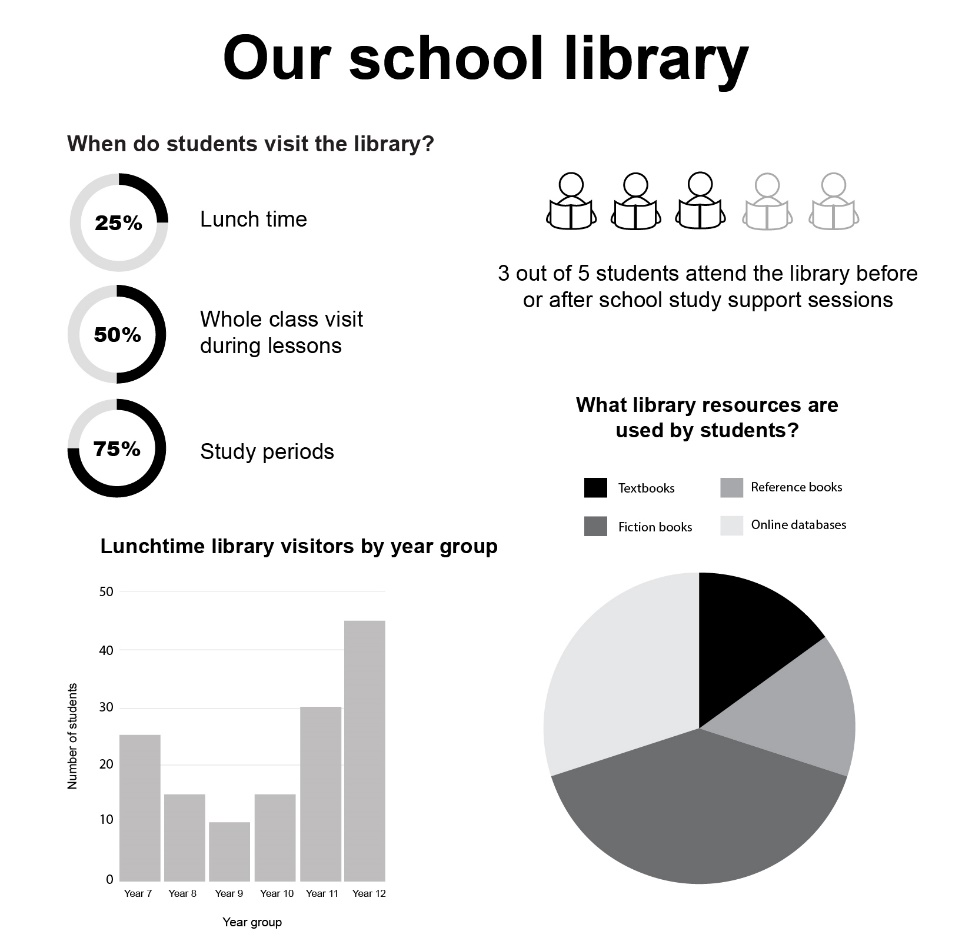 Our school library
When do students visit the library?
25%
Lunch time
50%
Whole class visit
during lessons
75%
Study periods
3 out of 5 students attend the library before
or after school study support sessions
What library resources are
used by students?
Textbooks
Reference books
Fiction books
Online databases
Lunchtime library visitors by year group
50
40
30
20
10
0
Number of students
Year 7
Year 8
Year 9
Year 10
Year 11
Year 12
Year group